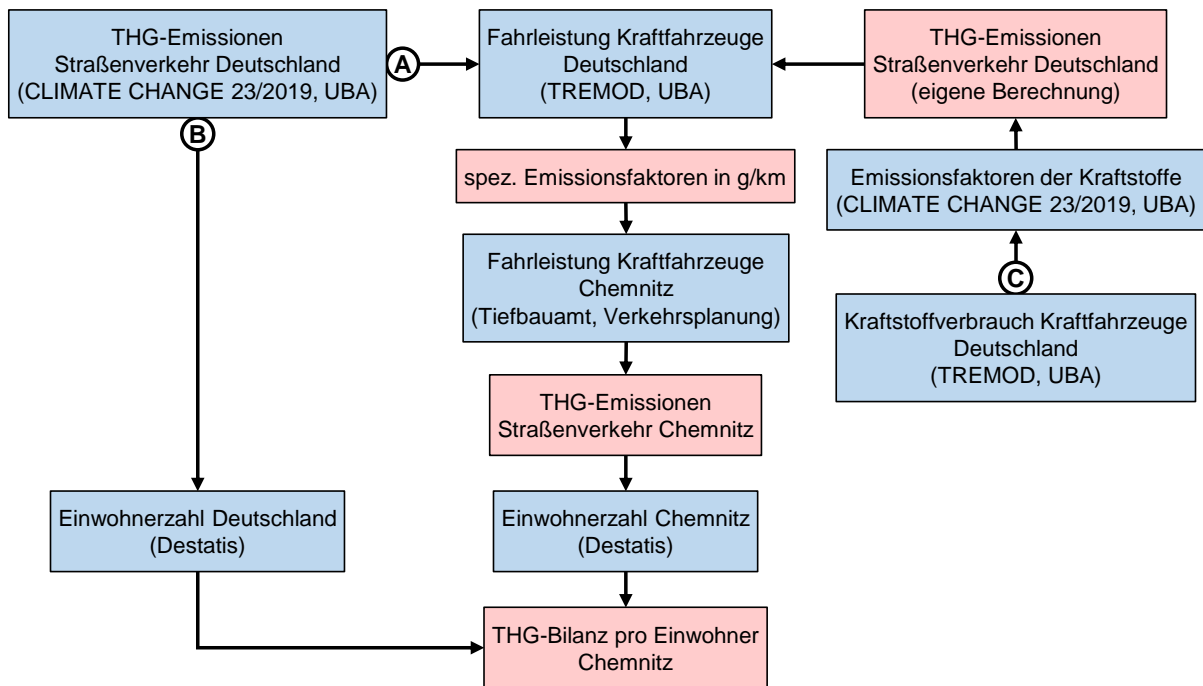 THG-Emissionen
Straßenverkehr Deutschland
(CLIMATE CHANGE 23/2019, UBA)
A
B
Fahrleistung Kraftfahrzeuge
Deutschland
(TREMOD, UBA)
THG-Emissionen
Straßenverkehr Deutschland
(eigene Berechnung)
spez. Emissionsfaktoren in g/km
Emissionsfaktoren der Kraftstoffe
(CLIMATE CHANGE 23/2019, UBA)
Fahrleistung Kraftfahrzeuge
Chemnitz
(Tiefbauamt, Verkehrsplanung)
C
Kraftstoffverbrauch Kraftfahrzeuge
Deutschland
(TREMOD, UBA)
THG-Emissionen
Straßenverkehr Chemnitz
Einwohnerzahl Deutschland
(Destatis)
Einwohnerzahl Chemnitz
(Destatis)
THG-Bilanz pro Einwohner
Chemnitz